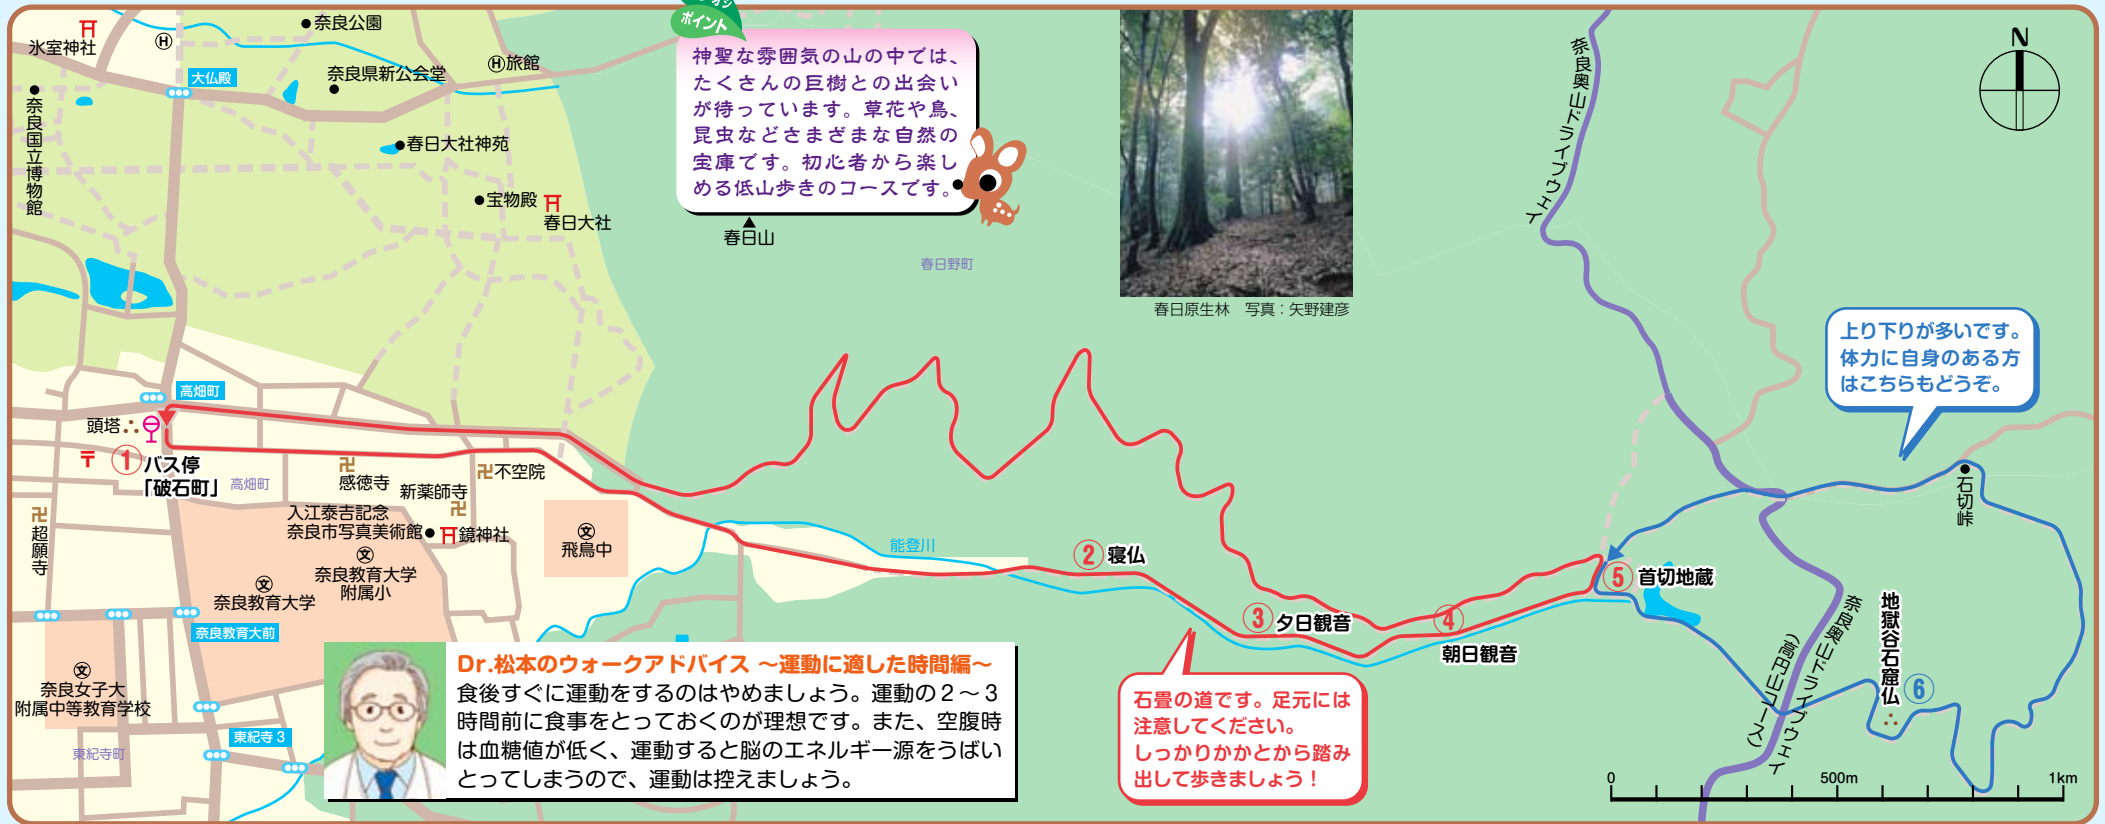 氷室神社
Ⓗ
奈良公園
大仏殿
奈良県新公会堂
Ⓗ旅館
奈良国立博物館
春日大社神苑
宝物殿
春日大社
ポイント
神聖な雰囲気の山の中では、
たくさんの巨樹との出会い
が待っています。草花や鳥、
昆虫などさまざまな自然の
宝庫です。初心者から楽し
める低山歩きのコースです。
春日山
春日野町
春日原生林　写真：矢野建彦
奈良奥山ドライブウェイ
N
上り下りが多いです。
体力に自身のある方
はこちらもどうぞ。
高畑町
頭塔
〒
① バス停
「破石町」
高畑町
感徳寺
新薬師寺
不空院
入江泰吉記念
奈良市写真美術館
鏡神社
超願寺
文
飛鳥中
文
奈良教育大学
附属小
文
奈良教育大学
奈良教育大前
文
奈良女子大
附属中等教育学校
東紀寺町
東紀寺3
能登川
② 寝仏
③ 夕日観音
④
朝日観音
⑤ 首切地蔵
石切峠
地獄谷石窟仏
⑥
奈良奥山ドライブウェイ
（高円山コース）
石畳の道です。足元には
注意してください。
しっかりかかとから踏み
出して歩きましょう！
Dr.松本のウォークアドバイス 〜運動に適した時間編〜
食後すぐに運動をするのはやめましょう。運動の２〜３
時間前に食事をとっておくのが理想です。また、空腹時
は血糖値が低く、運動すると脳のエネルギー源をうばい
とってしまうので、運動は控えましょう。
0 500m 1km